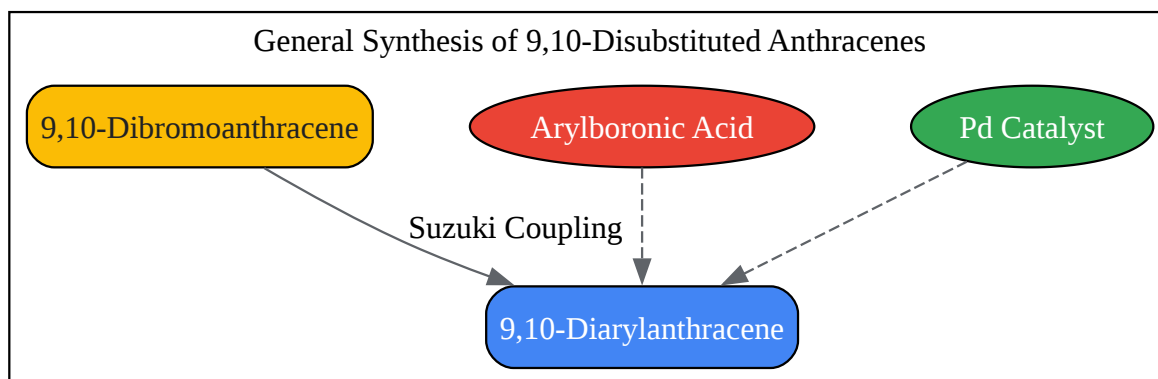 General Synthesis of 9,10-Disubstituted Anthracenes
9,10-Dibromoanthracene
Arylboronic Acid
Pd Catalyst
Suzuki Coupling
9,10-Diarylanthracene